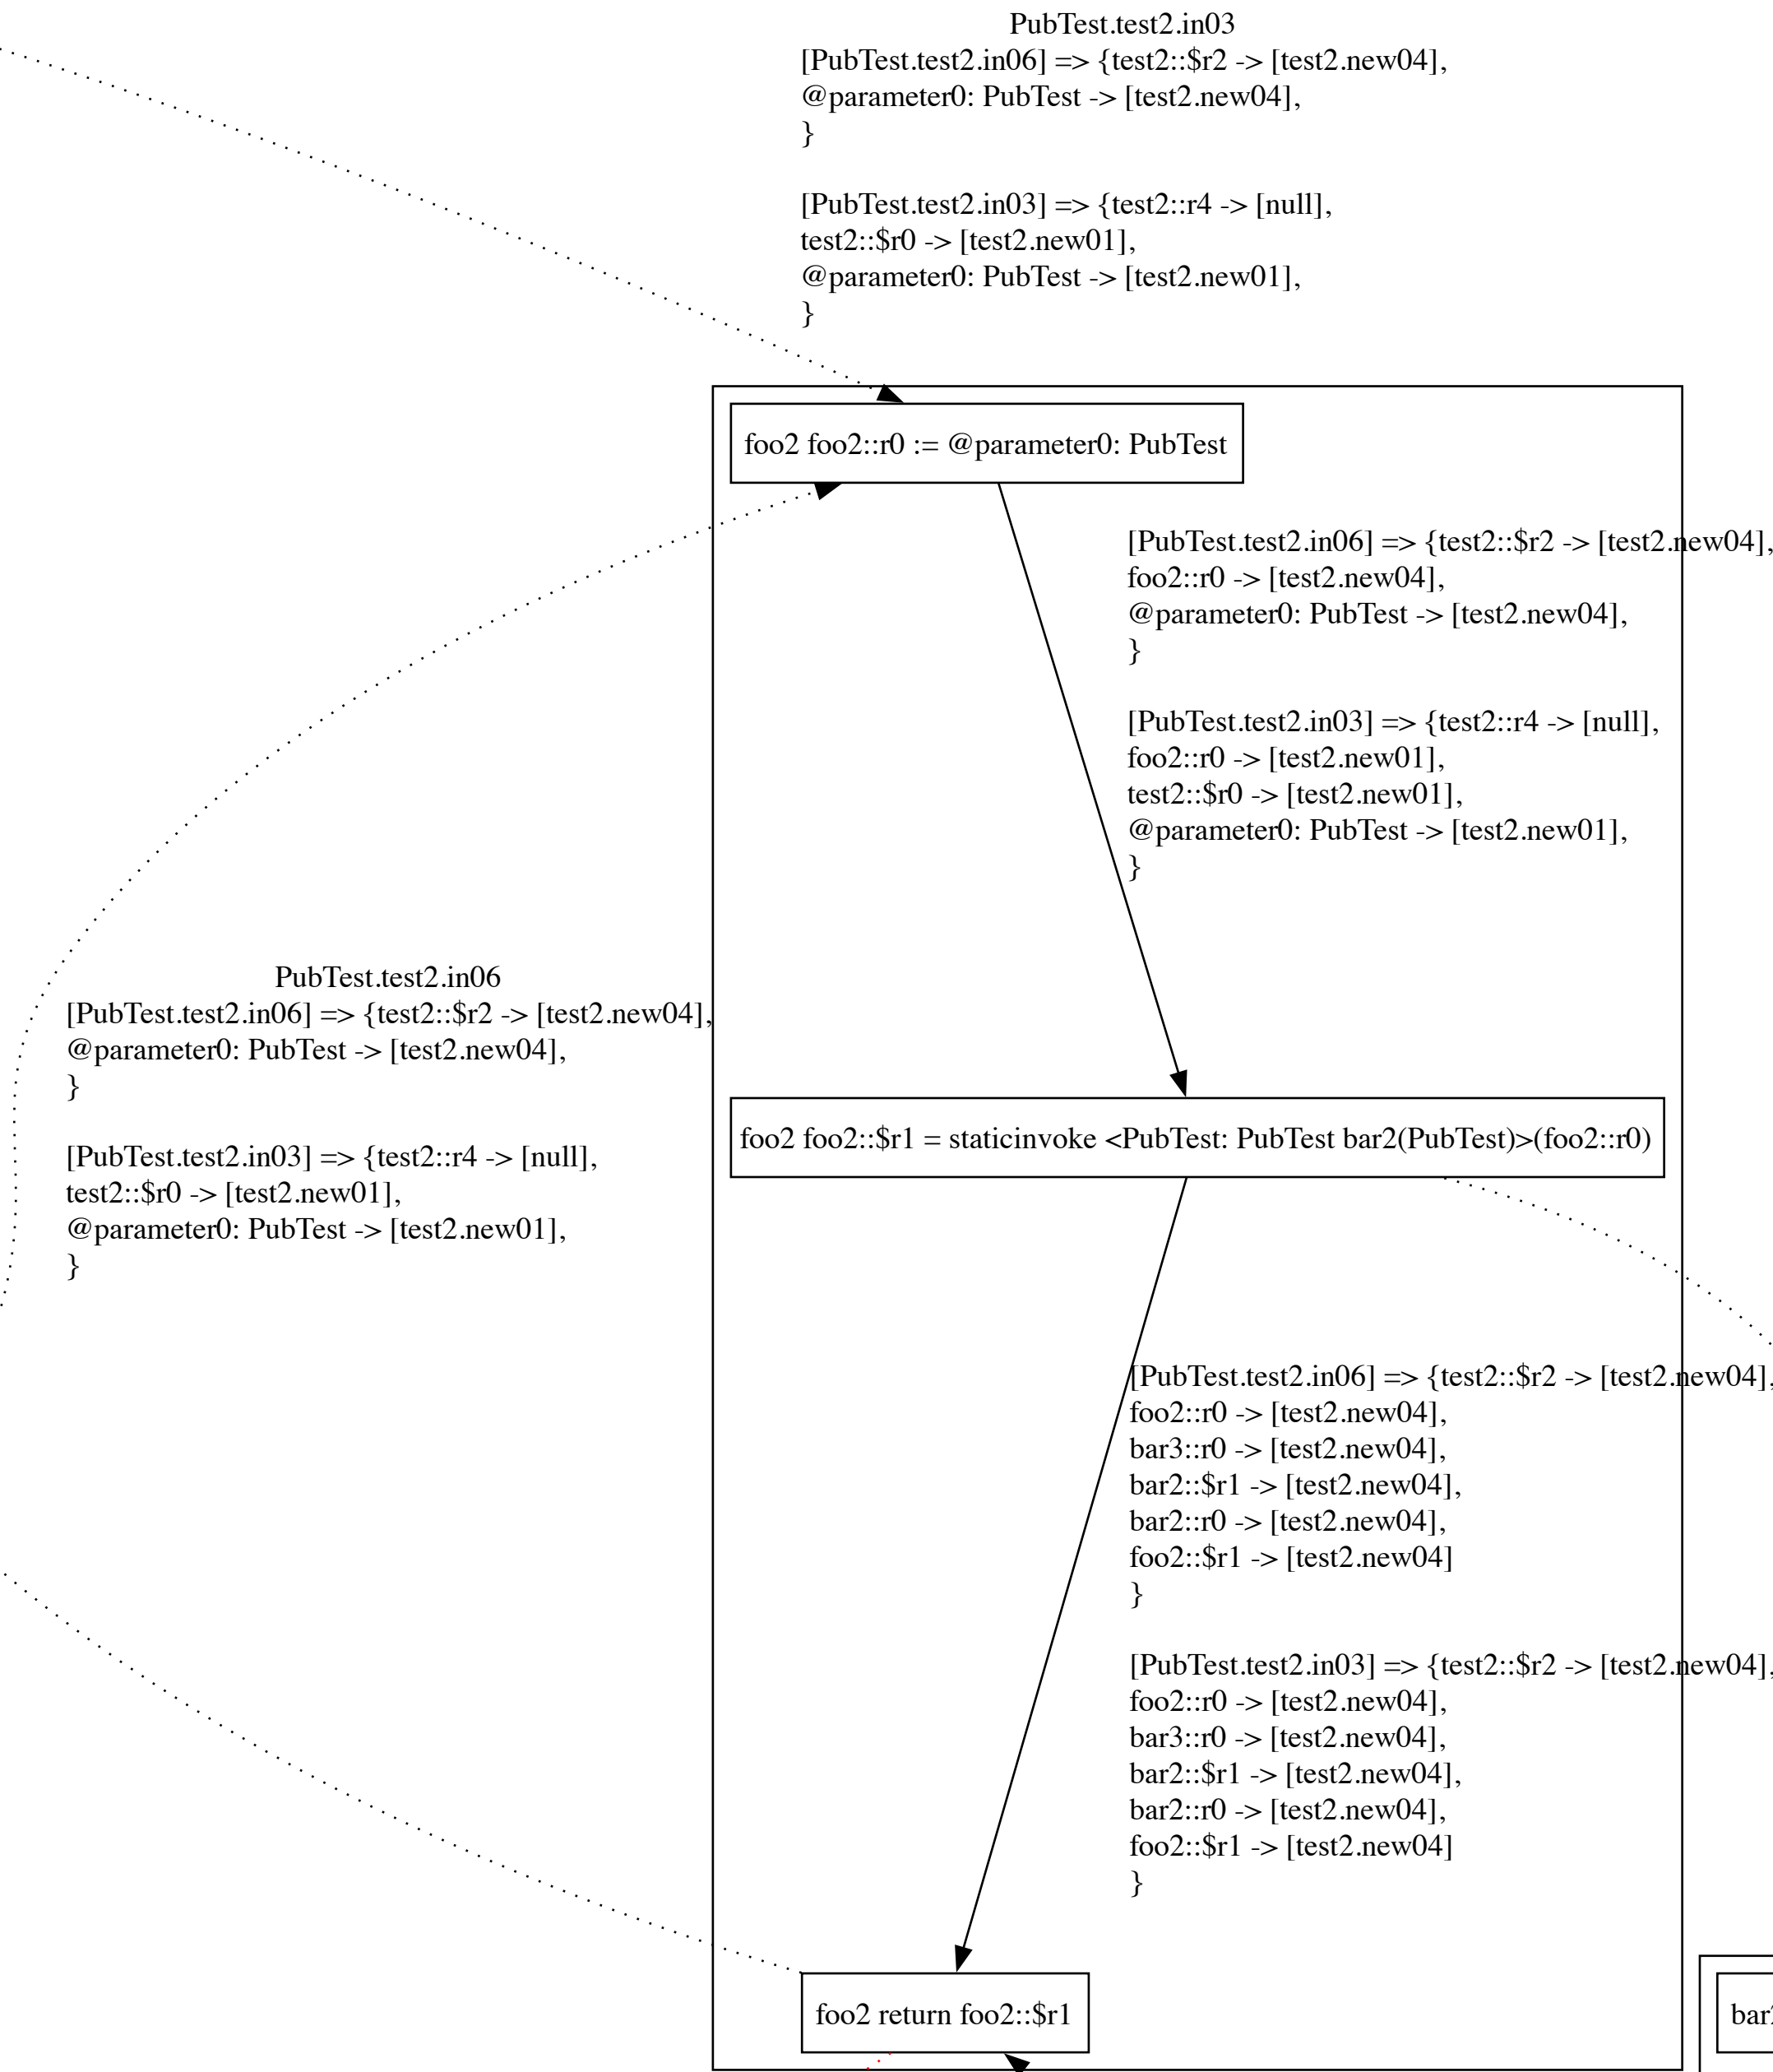 PubTest.test2.in03
[PubTest.test2.in06] => {test2::$r2 -> [test2.new04],
@parameter0: PubTest -> [test2.new04],
}
[PubTest.test2.in03] => {test2::r4 -> [null],
test2::$r0 -> [test2.new01],
@parameter0: PubTest -> [test2.new01],
}
foo2 foo2::r0 := @parameter0: PubTest
[PubTest.test2.in06] => {test2::$r2 -> [test2.new04],
foo2::r0 -> [test2.new04],
@parameter0: PubTest -> [test2.new04],
}
[PubTest.test2.in03] => {test2::r4 -> [null],
foo2::r0 -> [test2.new01],
test2::$r0 -> [test2.new01],
@parameter0: PubTest -> [test2.new01],
}
PubTest.test2.in06
[PubTest.test2.in06] => {test2::$r2 -> [test2.new04],
@parameter0: PubTest -> [test2.new04],
}
[PubTest.test2.in03] => {test2::r4 -> [null],
test2::$r0 -> [test2.new01],
@parameter0: PubTest -> [test2.new01],
}
foo2 foo2::$r1 = staticinvoke <PubTest: PubTest bar2(PubTest)>(foo2::r0)
[PubTest.test2.in06] => {test2::$r2 -> [test2.new04],
foo2::r0 -> [test2.new04],
bar3::r0 -> [test2.new04],
bar2::$r1 -> [test2.new04],
bar2::r0 -> [test2.new04],
foo2::$r1 -> [test2.new04]
}
[PubTest.test2.in03] => {test2::$r2 -> [test2.new04],
foo2::r0 -> [test2.new04],
bar3::r0 -> [test2.new04],
bar2::$r1 -> [test2.new04],
bar2::r0 -> [test2.new04],
foo2::$r1 -> [test2.new04]
}
foo2 return foo2::$r1